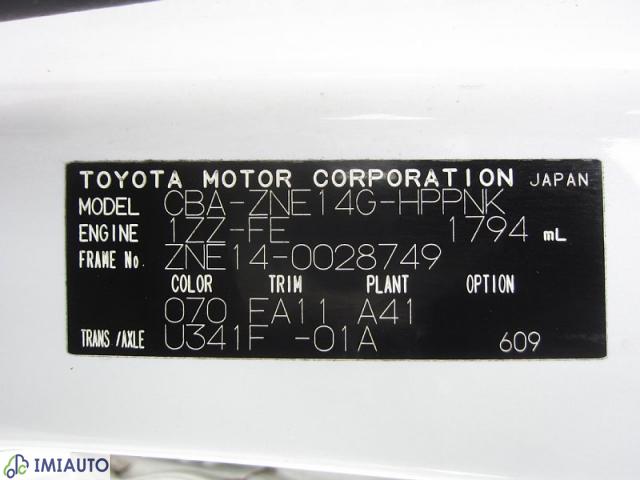 TOYOTA MOTOR CORPORATION JAPAN
MODEL CBA-ZNE14G-HPPNK
ENGINE 1ZZ-FE 1794 mL
FRAME No. ZNE14-0028749
COLOR TRIM PLANT OPTION
070 FA11 A41
TRANS/AXLE U341F -01A 609
IMIAUTO